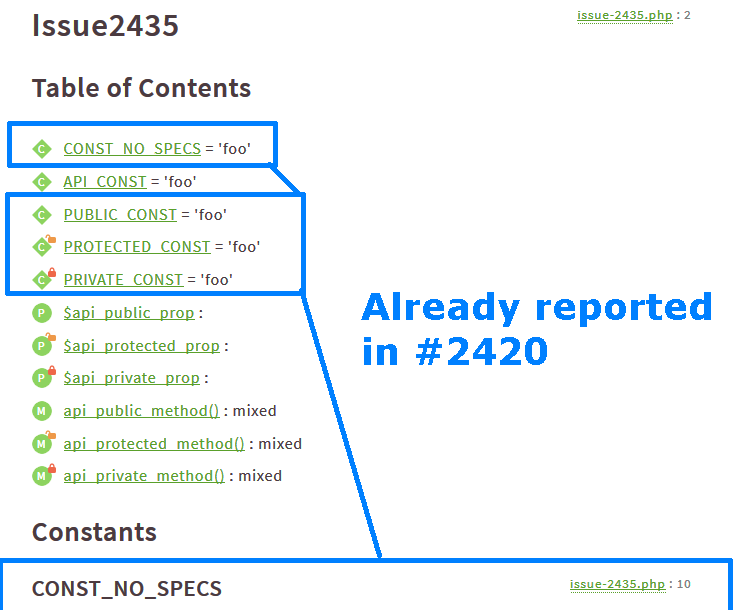 Issue2435
issue-2435.php : 2
Table of Contents
C CONST_NO_SPECS = 'foo'
C API_CONST = 'foo'
C PUBLIC_CONST = 'foo'
C PROTECTED_CONST = 'foo'
C PRIVATE_CONST = 'foo'
P $api_public_prop :
P $api_protected_prop :
P $api_private_prop :
M api_public_method() : mixed
M api_protected_method() : mixed
M api_private_method() : mixed
Already reported
in #2420
Constants
CONST_NO_SPECS
issue-2435.php : 10